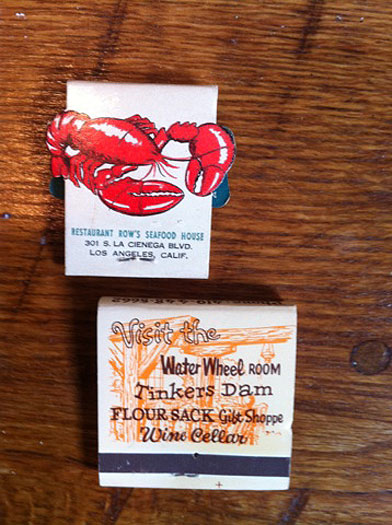 RESTAURANT ROW'S SEAFOOD HOUSE
301 S. LA CIENEGA BLVD.
LOS ANGELES, CALIF.
Visit the
Water Wheel ROOM
Tinkers Dam
FLOUR SACK Gift Shoppe
Wine Cellar